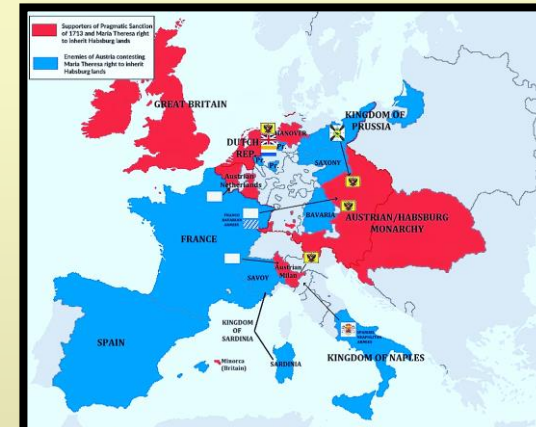 Supporters of Pragmatic Sanction
of 1713 and Maria Theresa right
to inherit Habsburg lands
Enemies of Austria contesting
Maria Theresa right to inherit
Habsburg lands
GREAT BRITAIN
KINGDOM OF
PRUSSIA
HANOVER
DUTCH
REP.
Pr.
Pr.
SAXONY
Austrian
Netherlands
BAVARIA
AUSTRIAN/HABSBURG
MONARCHY
FRANCE
SAVOY
Austrian
Milan
KINGDOM
OF
SARDINIA
SPAIN
Minorca
(Britain)
SARDINIA
KINGDOM OF NAPLES